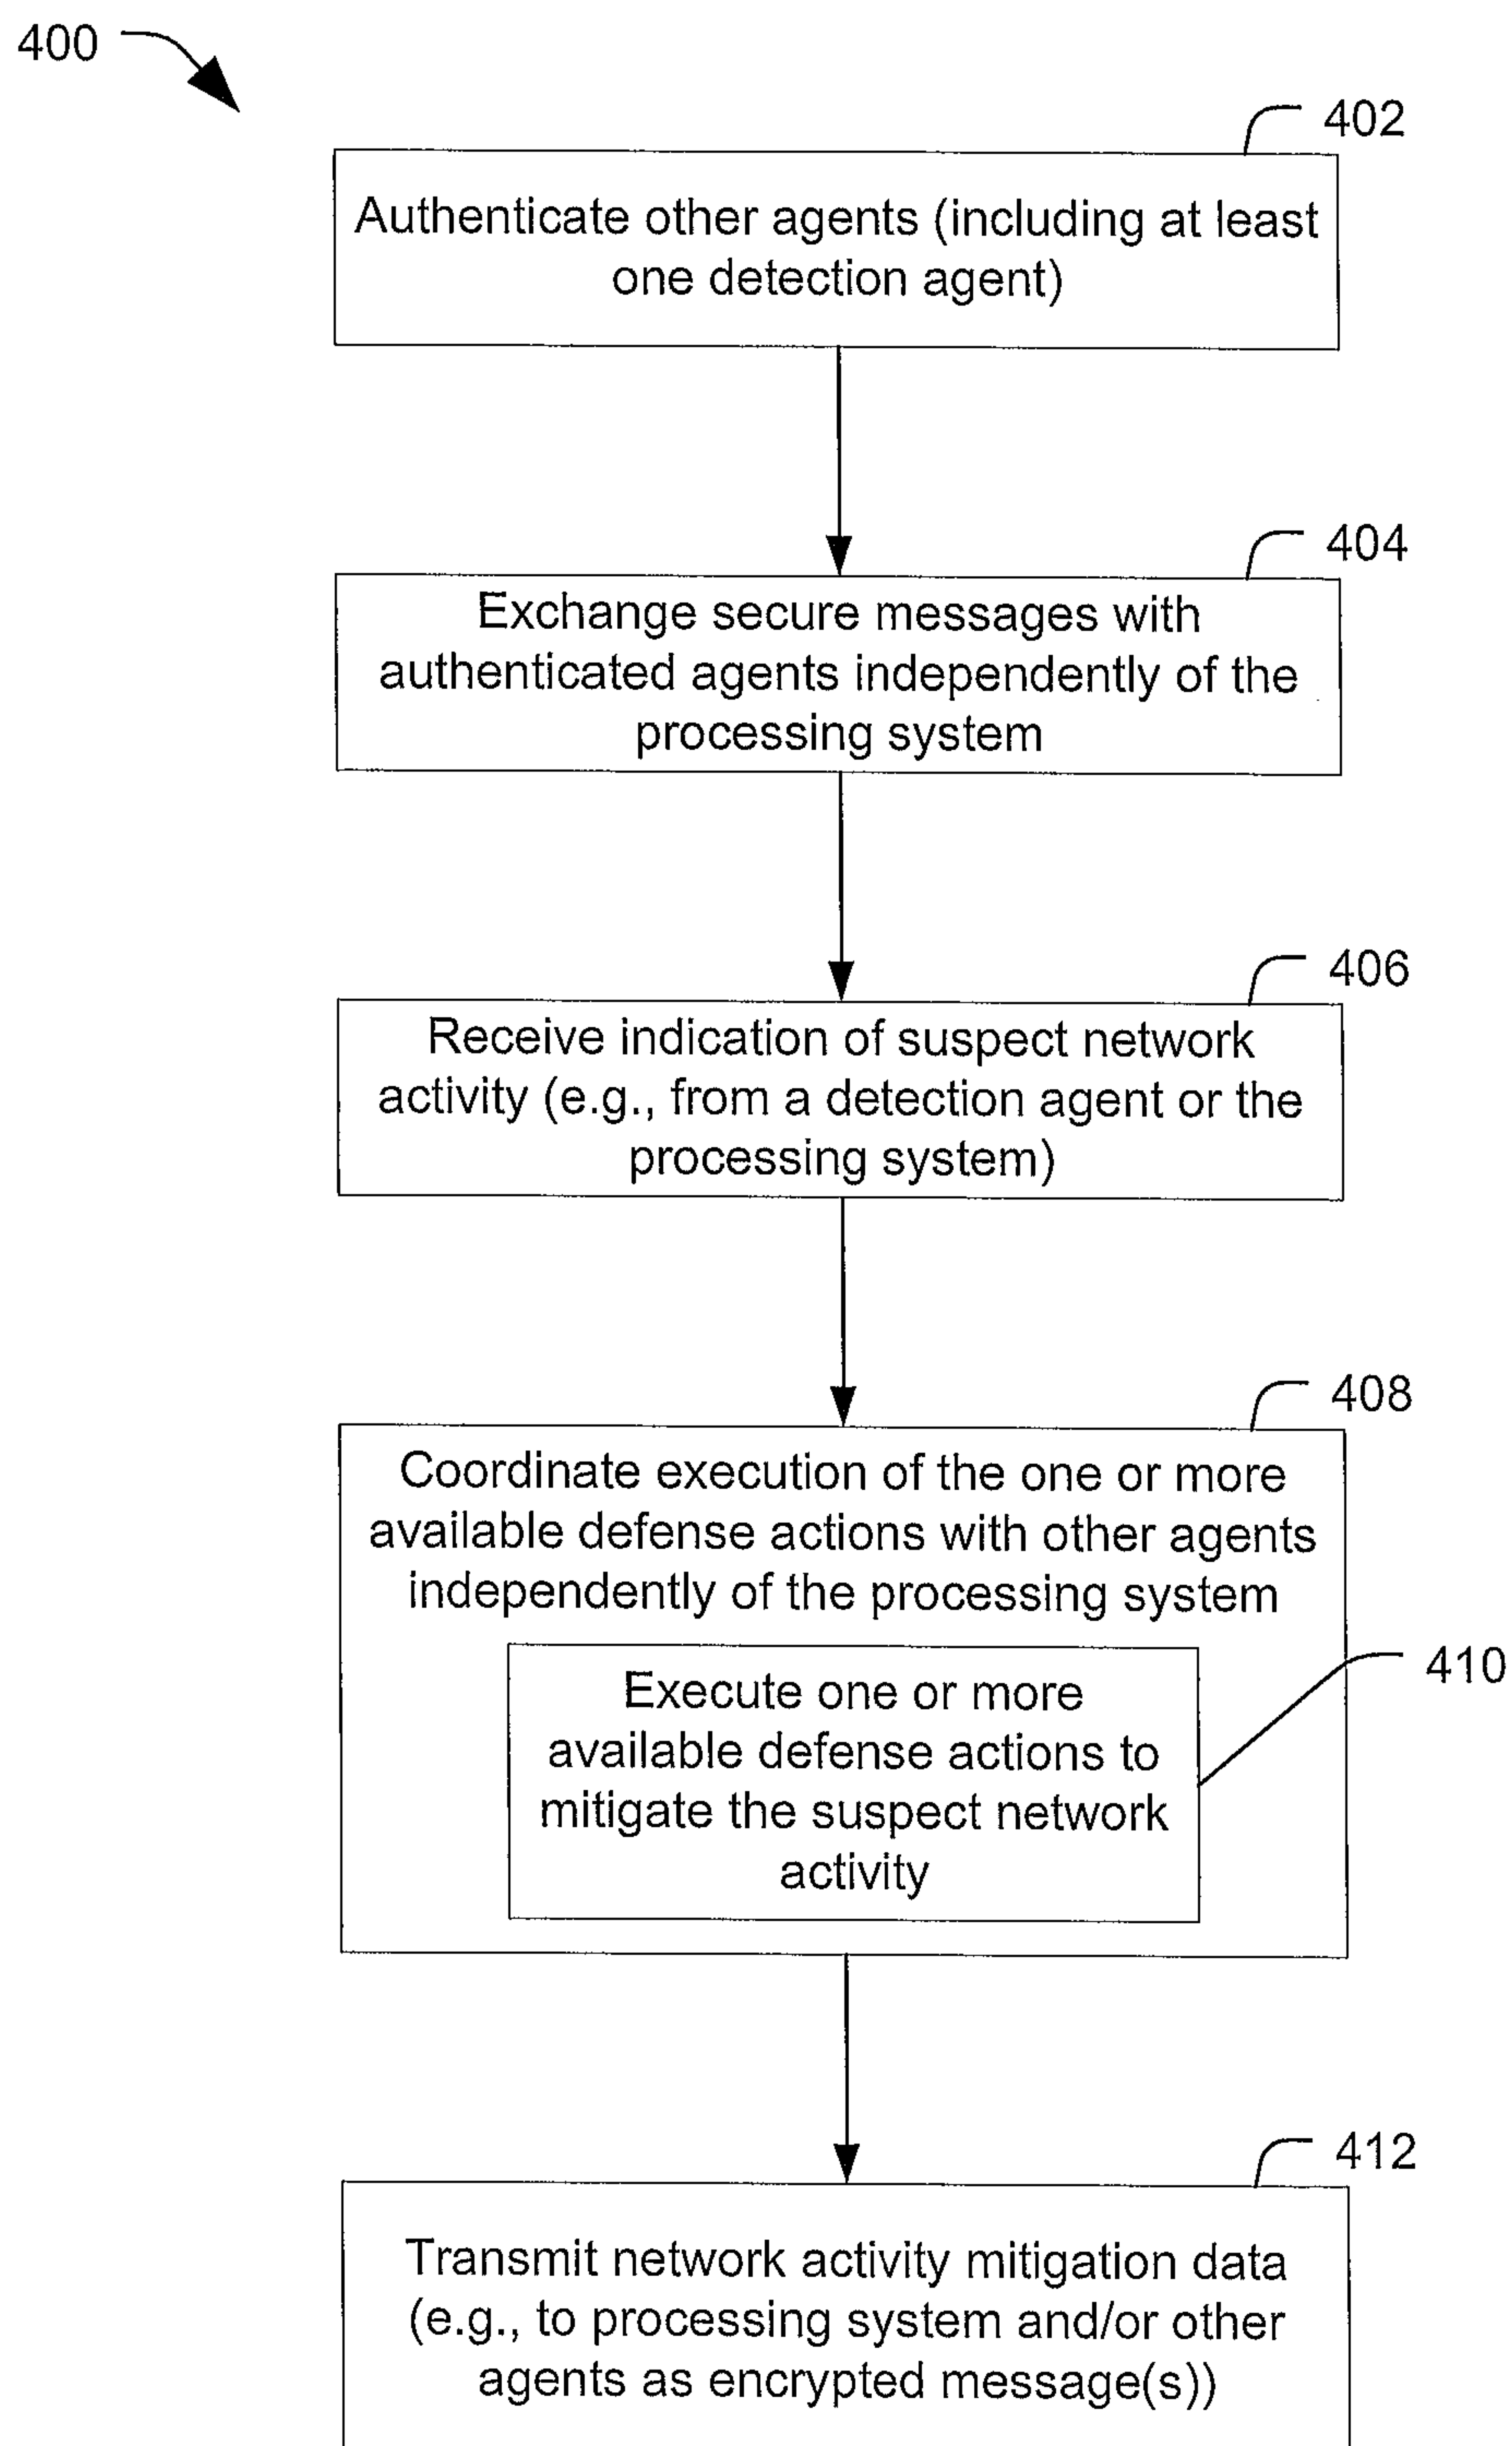 400
402
Authenticate other agents (including at least
one detection agent)
404
Exchange secure messages with
authenticated agents independently of the
processing system
406
Receive indication of suspect network
activity (e.g., from a detection agent or the
processing system)
408
Coordinate execution of the one or more
available defense actions with other agents
independently of the processing system
410
Execute one or more
available defense actions to
mitigate the suspect network
activity
412
Transmit network activity mitigation data
(e.g., to processing system and/or other
agents as encrypted message(s))